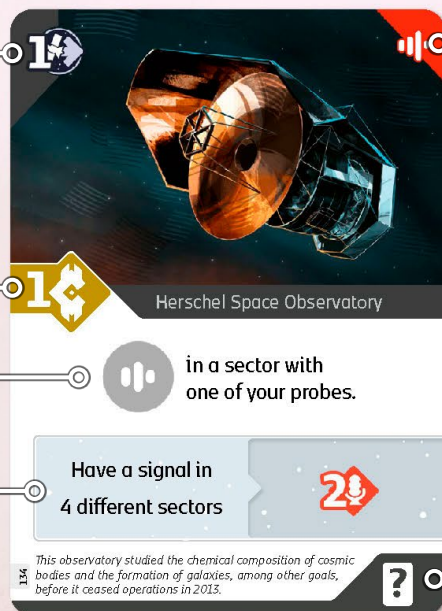 1
Herschel Space Observatory
1
in a sector with
one of your probes.
Have a signal in
4 different sectors
2
This observatory studied the chemical composition of cosmic
bodies and the formation of galaxies, among other goals,
before it ceased operations in 2013.
134
?